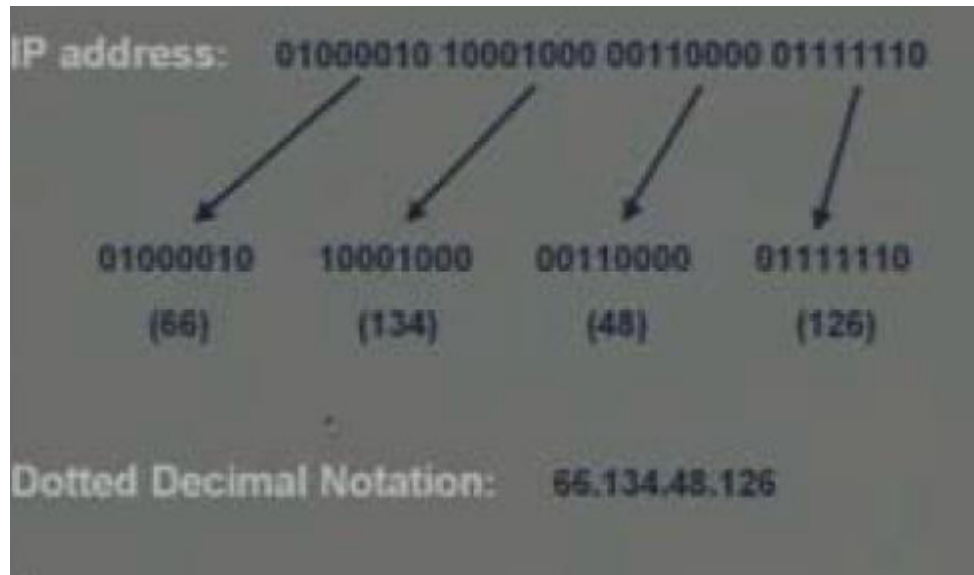 IP address: 01000010 10001000 00110000 01111110
01000010 10001000 00110000 01111110
(66) (134) (48) (126)
Dotted Decimal Notation: 66.134.48.126